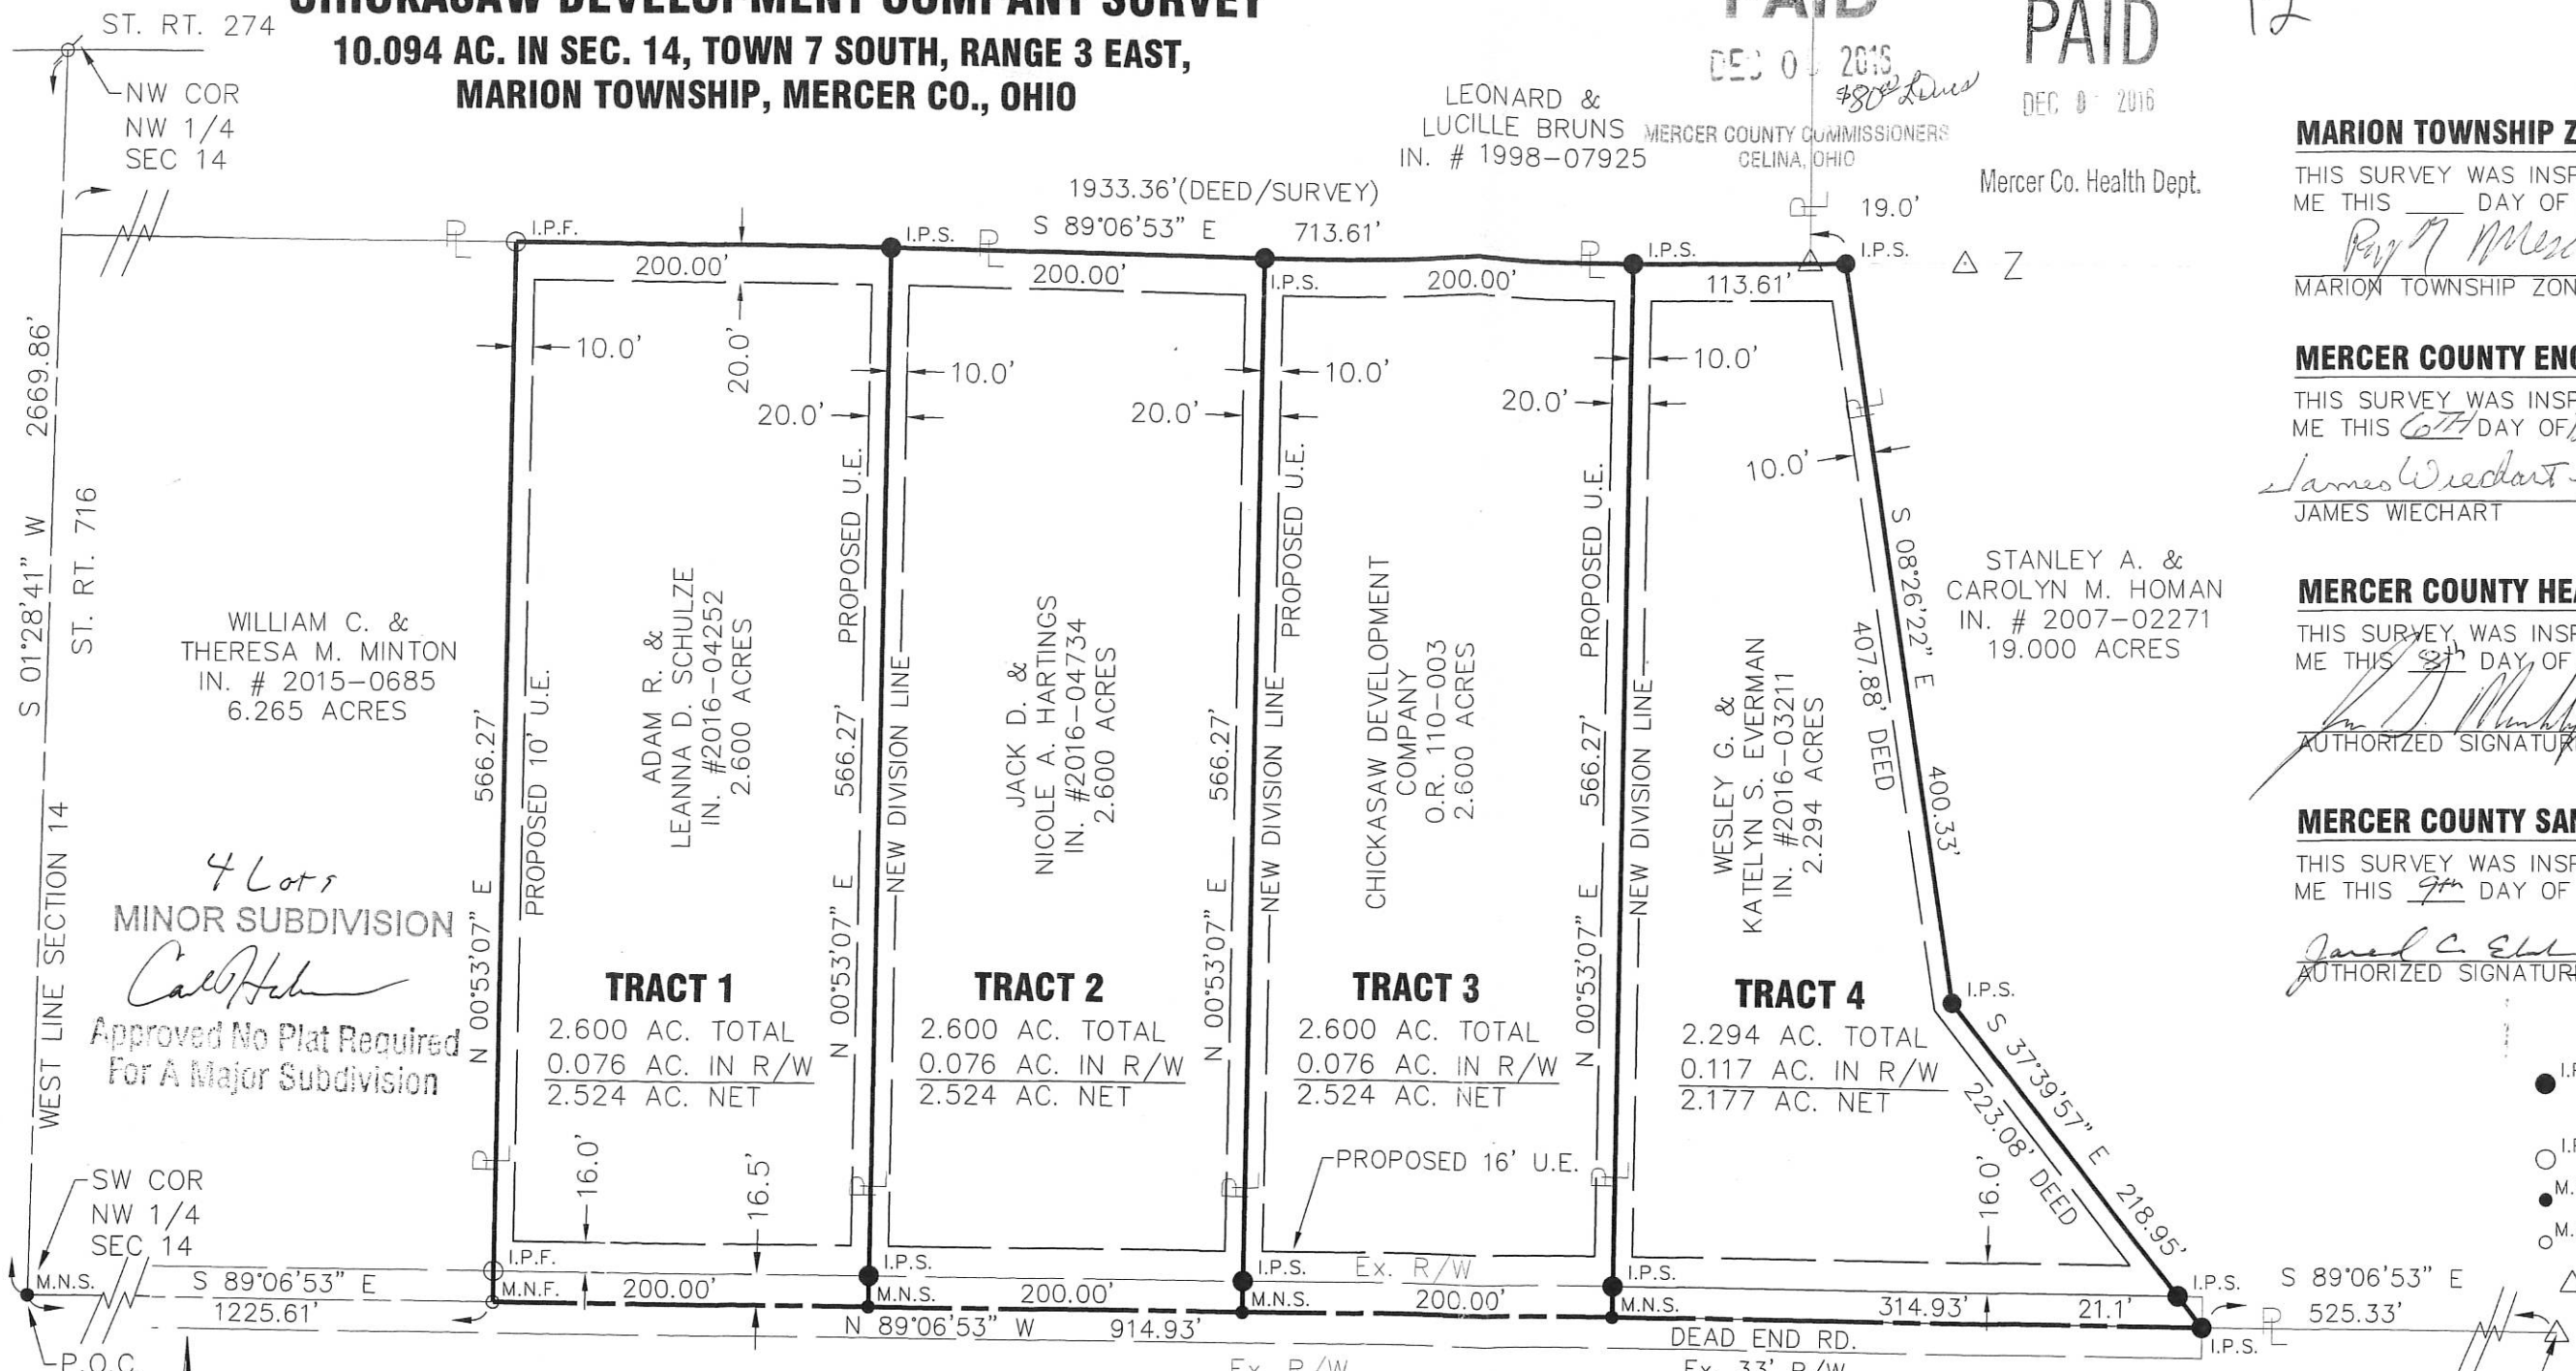 CHICKASAW DEVELOPMENT COMPANY SURVEY
10.094 AC. IN SEC. 14, TOWN 7 SOUTH, RANGE 3 EAST,
MARION TOWNSHIP, MERCER CO., OHIO
ST. RT. 274
NW COR
NW 1/4
SEC 14
PAID
DEC 0 2016
$80
MERCER COUNTY COMMISSIONERS
CELINA, OHIO
PAID
DEC 2016
Mercer Co. Health Dept.
12
LEONARD &
LUCILLE BRUNS
IN. # 1998-07925
1933.36'(DEED/SURVEY)
S 89°06'53" E 713.61'
19.0'
P L
I.P.F.
I.P.S.
P L
I.P.S.
P L
I.P.S.
P L
I.P.S.
Z
200.00'
200.00'
200.00'
113.61'
10.0'
20.0'
10.0'
20.0'
10.0'
20.0'
10.0'
20.0'
10.0'
P L
S 01°28'41" W 2669.86'
ST. RT. 716
WEST LINE SECTION 14
WILLIAM C. &
THERESA M. MINTON
IN. # 2015-0685
6.265 ACRES
4 Lots
MINOR SUBDIVISION
Approved No Plat Required
For A Major Subdivision
N 00°53'07" E 566.27'
PROPOSED 10' U.E.
ADAM R. &
LEANNA D. SCHULZE
IN. #2016-04252
2.600 ACRES
N 00°53'07" E 566.27'
PROPOSED U.E.
NEW DIVISION LINE
JACK D. &
NICOLE A. HARTINGS
IN. #2016-04734
2.600 ACRES
N 00°53'07" E 566.27'
PROPOSED U.E.
NEW DIVISION LINE
CHICKASAW DEVELOPMENT
COMPANY
O.R. 110-003
2.600 ACRES
N 00°53'07" E 566.27'
PROPOSED U.E.
NEW DIVISION LINE
WESLEY G. &
KATELYN S. EVERMAN
IN. #2016-03211
2.294 ACRES
S 08°26'22" E 400.33'
407.88' DEED
STANLEY A. &
CAROLYN M. HOMAN
IN. # 2007-02271
19.000 ACRES
TRACT 1
2.600 AC. TOTAL
0.076 AC. IN R/W
2.524 AC. NET
TRACT 2
2.600 AC. TOTAL
0.076 AC. IN R/W
2.524 AC. NET
TRACT 3
2.600 AC. TOTAL
0.076 AC. IN R/W
2.524 AC. NET
TRACT 4
2.294 AC. TOTAL
0.117 AC. IN R/W
2.177 AC. NET
I.P.S.
S 37°39'57" E 218.95'
223.08' DEED
16.0'
16.5'
PROPOSED 16' U.E.
16.0'
P L
P L
P L
P L
SW COR
NW 1/4
SEC 14
M.N.S.
S 89°06'53" E
1225.61'
P.O.C
I.P.F.
M.N.F.
200.00'
I.P.S.
M.N.S.
200.00'
I.P.S.
Ex. R/W
M.N.S.
200.00'
I.P.S.
M.N.S.
314.93'
21.1'
I.P.S.
I.P.S.
N 89°06'53" W 914.93'
DEAD END RD.
Ex. R/W
Ex. 33' R/W
P L
S 89°06'53" E
525.33'
MARION TOWNSHIP Z
THIS SURVEY WAS INSP
ME THIS ___ DAY OF
MARION TOWNSHIP ZON
MERCER COUNTY ENG
THIS SURVEY WAS INSP
ME THIS 6TH DAY OF
James Wiechart
JAMES WIECHART
MERCER COUNTY HEA
THIS SURVEY WAS INSP
ME THIS 8th DAY OF
AUTHORIZED SIGNATUR
MERCER COUNTY SAN
THIS SURVEY WAS INSP
ME THIS 9th DAY OF
Jared C.
AUTHORIZED SIGNATUR